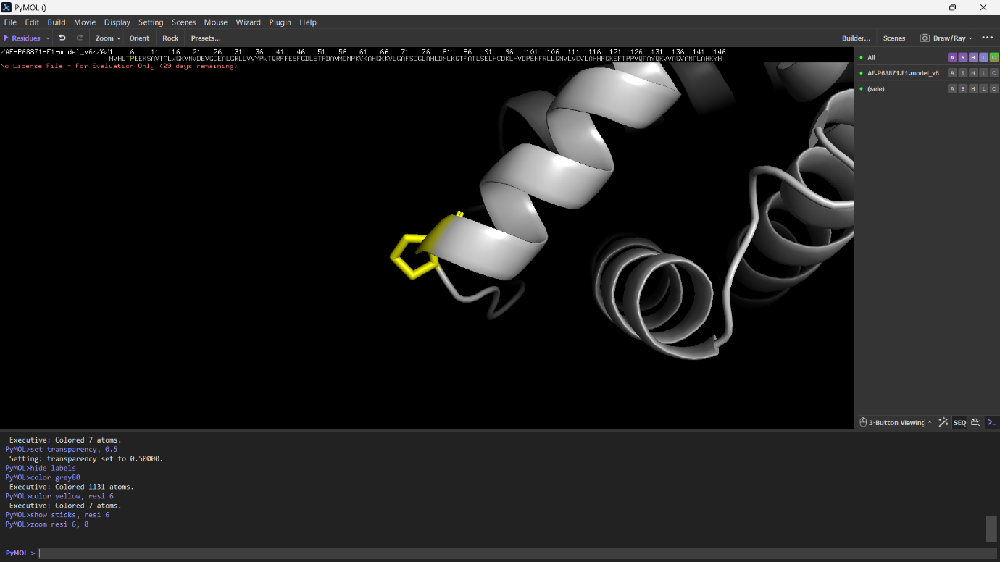 PyMOL ()
File Edit Build Movie Display Setting Scenes Mouse Wizard Plugin Help
Residues Zoom Orient Rock Presets... Builder... Scenes Draw/Ray
/AF-P68871-F1-model_v6//A/1 6 11 16 21 26 31 36 41 46 51 56 61 66 71 76 81 86 91 96 101 106 111 116 121 126 131 136 141 146
MVHLTPEEKSAVTALWGKVNVDEVGGEALGRLLVVYPWTQRFFESFGDLSTPDAVMGNPKVKAHGKKVLGAFSDGLAHLDNLKGTFATLSELHCDKLHVDPENFRLLGNVLVCVLAHHFGKEFTPPVQAAYQKVVAGVANALAHKYH
No License File - For Evaluation Only (29 days remaining)
All A S H L C
AF-P68871-F1-model_v6 A S H L C
(sele) A S H L C
3-Button Viewing SEQ
Executive: Colored 7 atoms.
PyMOL>set transparency, 0.5
Setting: transparency set to 0.50000.
PyMOL>hide labels
PyMOL>color grey80
Executive: Colored 1131 atoms.
PyMOL>color yellow, resi 6
Executive: Colored 7 atoms.
PyMOL>show sticks, resi 6
PyMOL>zoom resi 6, 8
PyMOL >